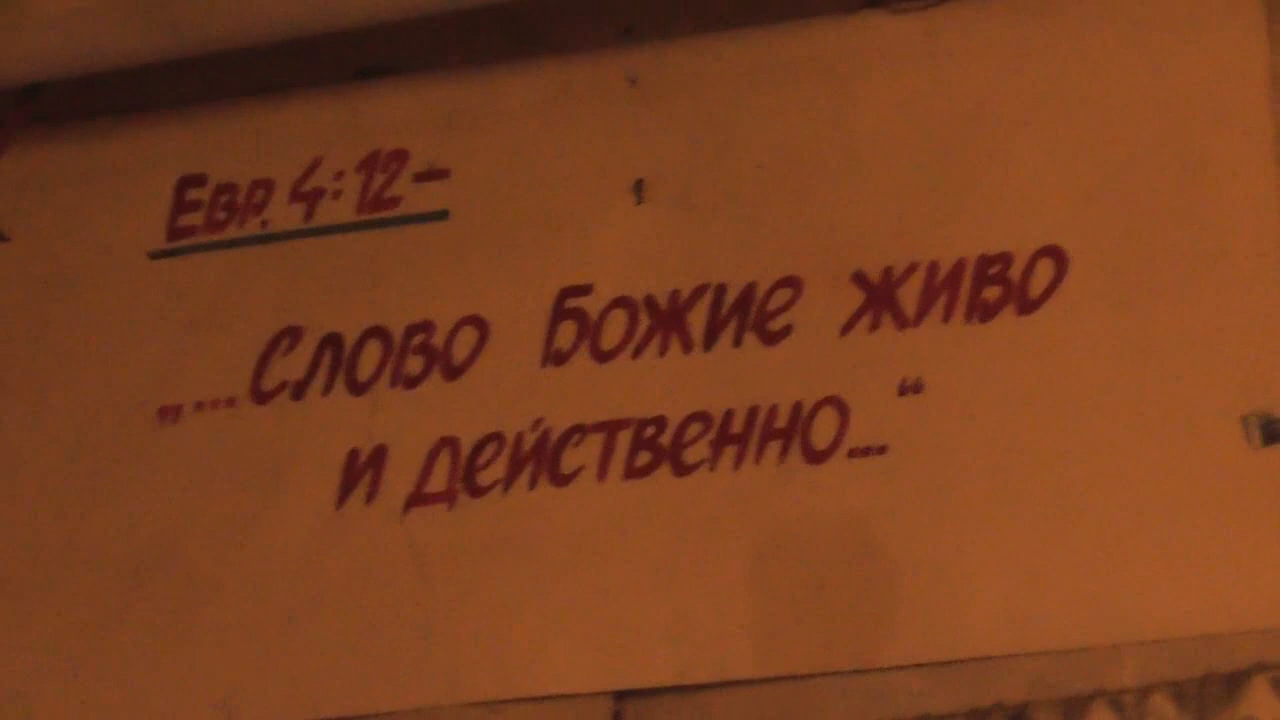 Евр. 4:12–
„...Слово Божие живо
и действенно...“